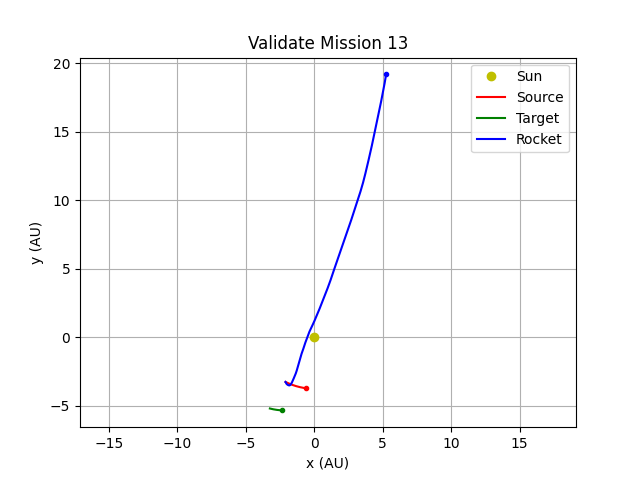 Validate Mission 13
Sun
Source
Target
Rocket
20
15
10
5
0
−5
y (AU)
−15
−10
−5
0
5
10
15
x (AU)